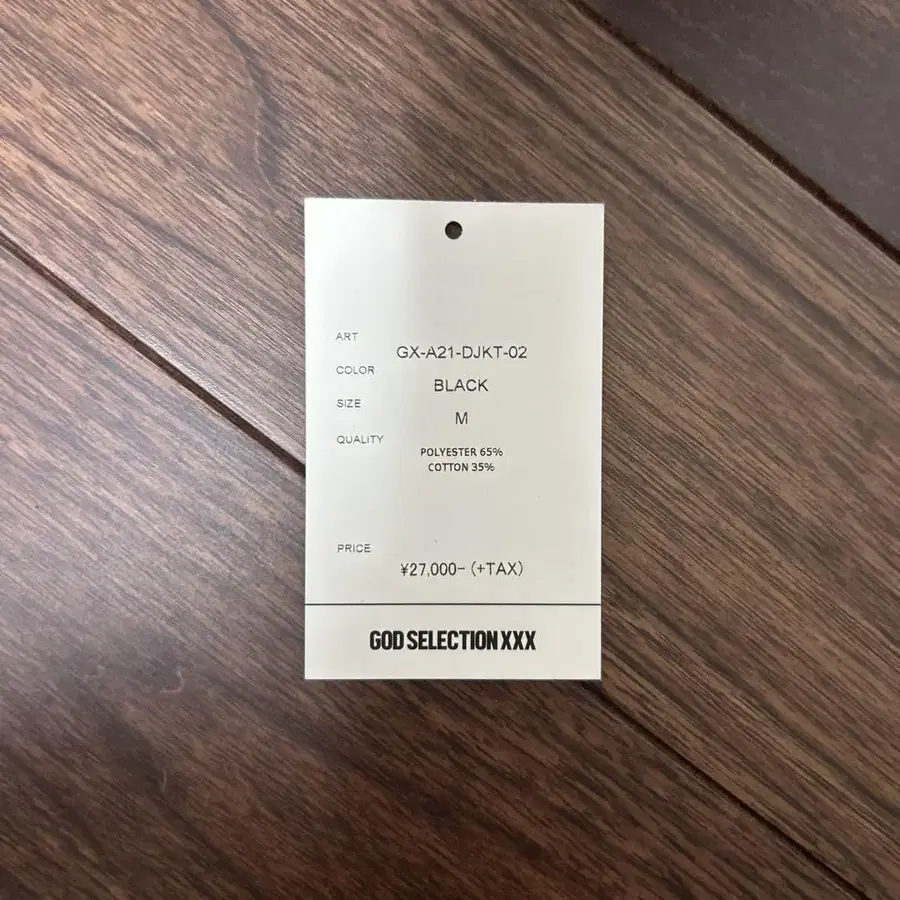 ART
GX-A21-DJKT-02
COLOR
BLACK
SIZE
M
QUALITY
POLYESTER 65%
COTTON 35%
PRICE
¥27,000- (+TAX)
GOD SELECTION XXX